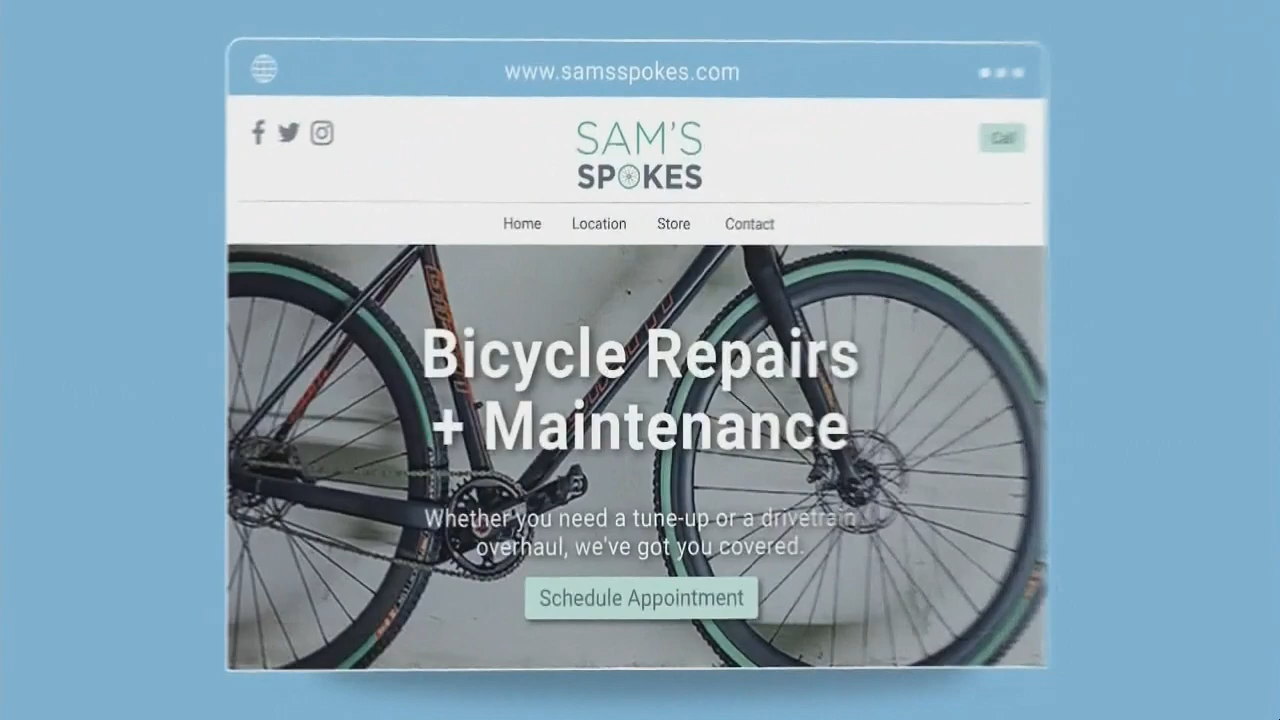 www.samsspokes.com
SAM'S
SPOKES
Call
Home Location Store Contact
Bicycle Repairs
+ Maintenance
Whether you need a tune-up or a drivetrain
overhaul, we've got you covered.
Schedule Appointment